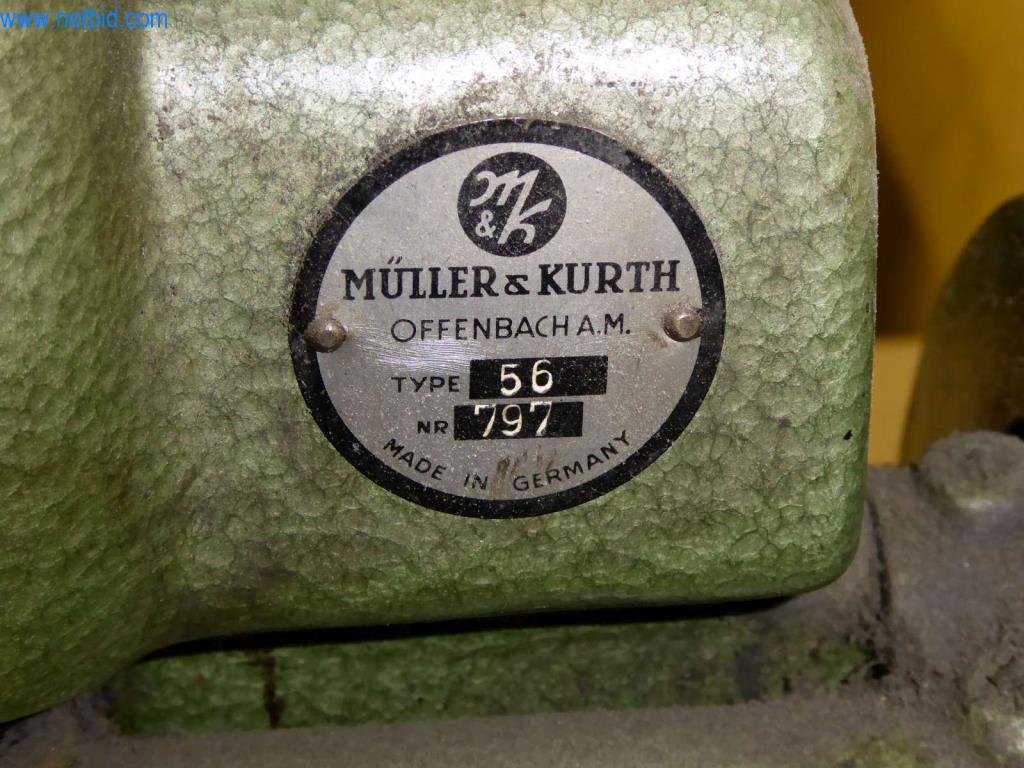 www.netbid.com
M & K
MÜLLER & KURTH
OFFENBACH A.M.
TYPE 56
NR 797
MADE IN GERMANY